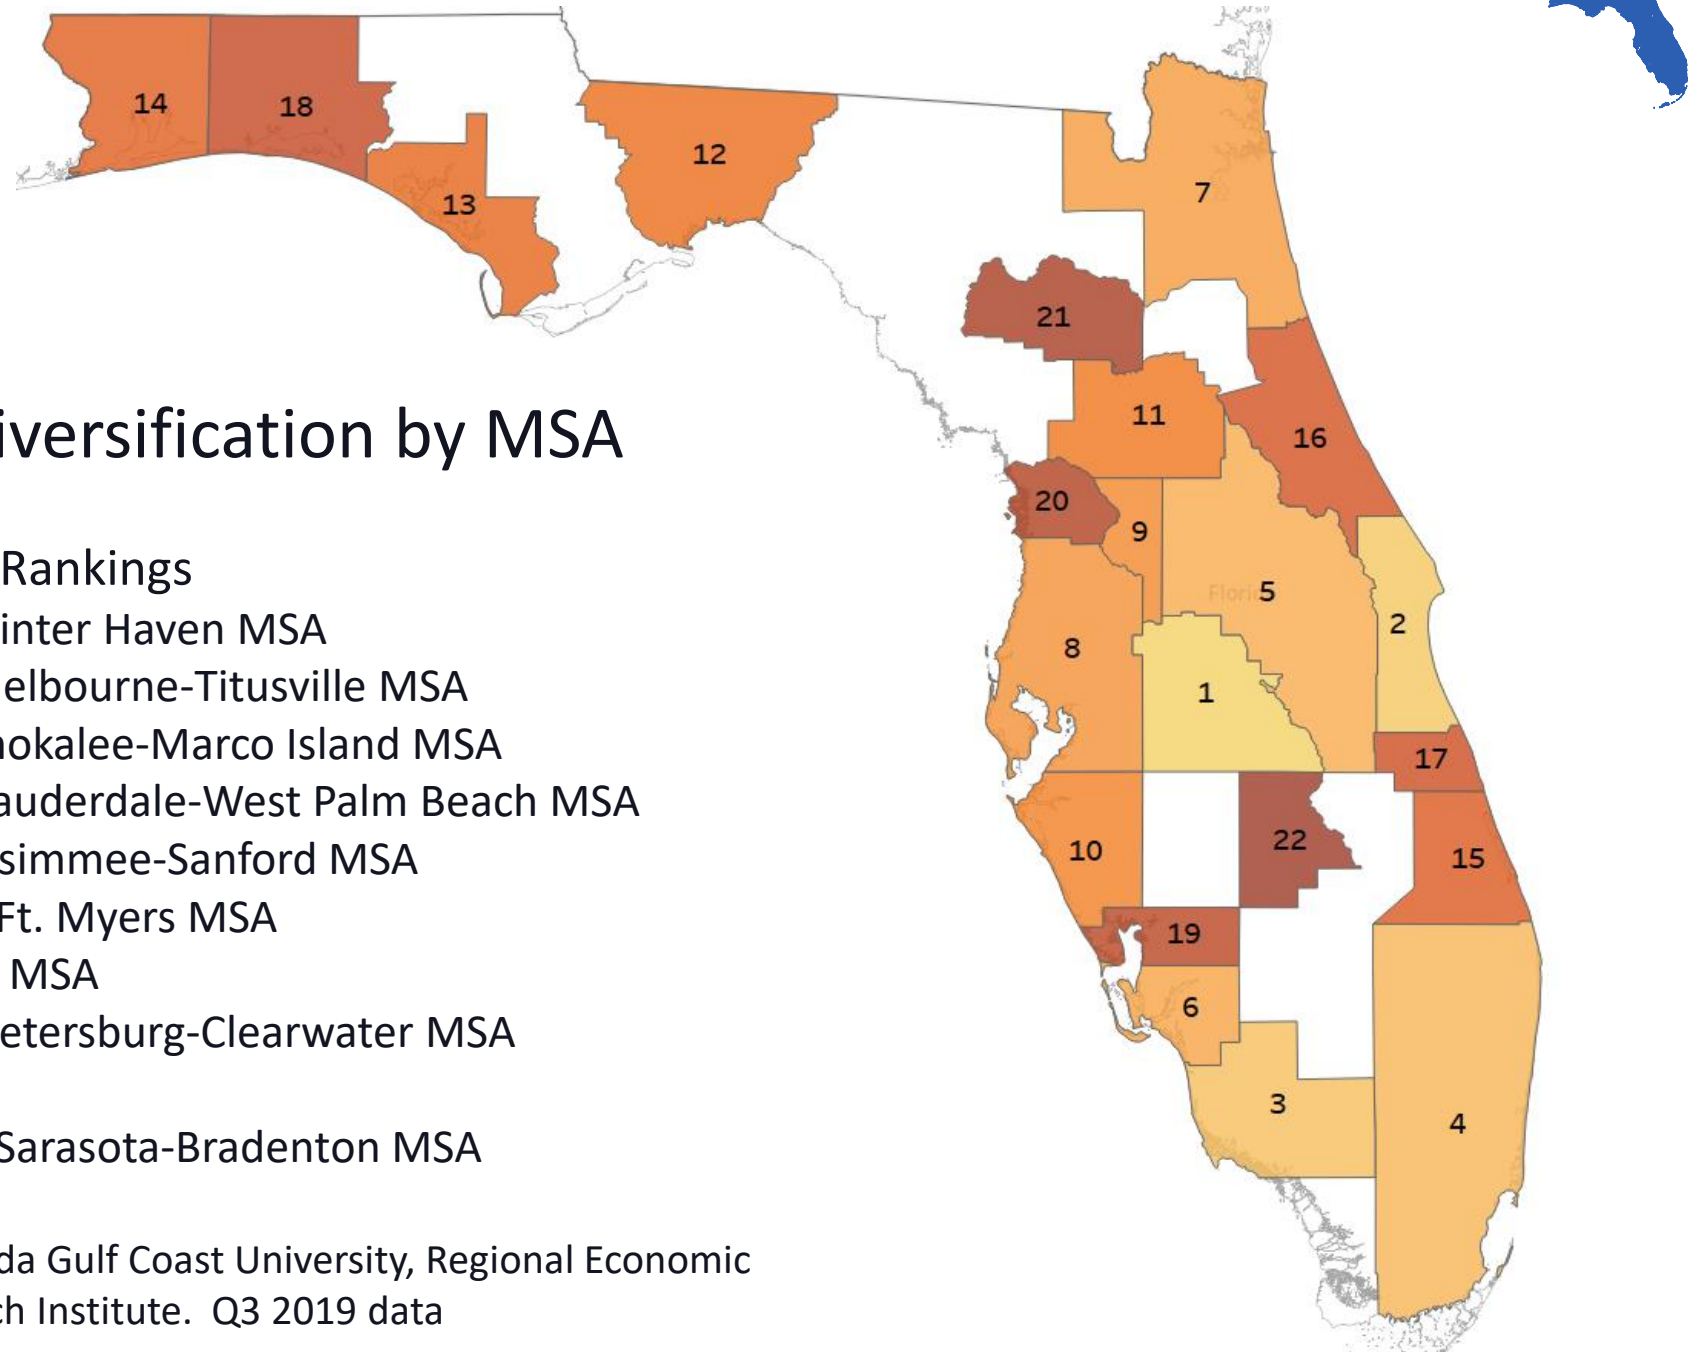 14
18
12
13
7
21
11
16
20
9
5
2
8
1
17
10
22
15
19
6
3
4
iversification by MSA
Rankings
inter Haven MSA
elbourne-Titusville MSA
okalee-Marco Island MSA
auderdale-West Palm Beach MSA
simmee-Sanford MSA
Ft. Myers MSA
MSA
etersburg-Clearwater MSA
Sarasota-Bradenton MSA
da Gulf Coast University, Regional Economic
ch Institute. Q3 2019 data